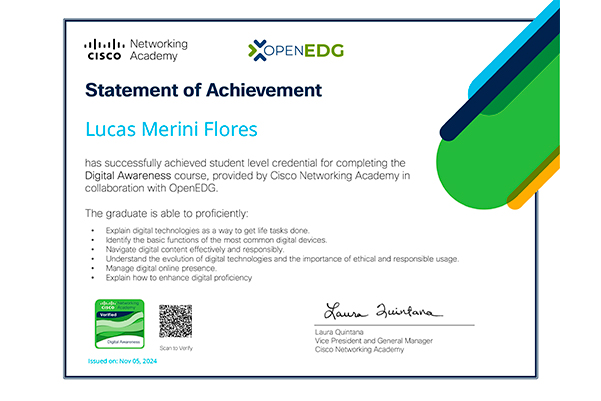 Networking
CISCO Academy
OPENEDG
Statement of Achievement
Lucas Merini Flores
has successfully achieved student level credential for completing the
Digital Awareness course, provided by Cisco Networking Academy in
collaboration with OpenEDG.
The graduate is able to proficiently:
• Explain digital technologies as a way to get life tasks done.
• Identify the basic functions of the most common digital devices.
• Navigate digital content effectively and responsibly.
• Understand the evolution of digital technologies and the importance of ethical and responsible usage.
• Manage digital online presence.
• Explain how to enhance digital proficiency
Networking
CISCO Academy
Verified
Digital Awareness
Scan to Verify
Issued on: Nov 05, 2024
Laura Quintana
Laura Quintana
Vice President and General Manager
Cisco Networking Academy